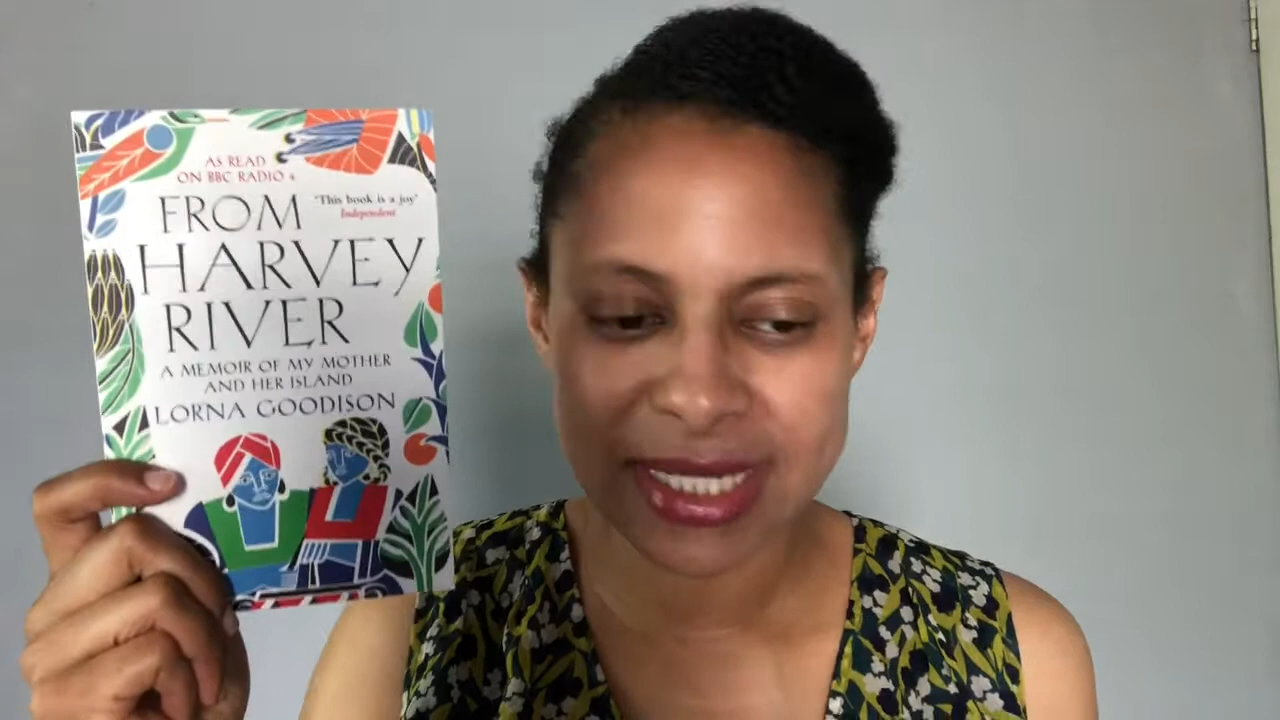 AS READ
ON BBC RADIO 4
FROM
'This book is a joy'
Independent
HARVEY
RIVER
A MEMOIR OF MY MOTHER
AND HER ISLAND
LORNA GOODISON